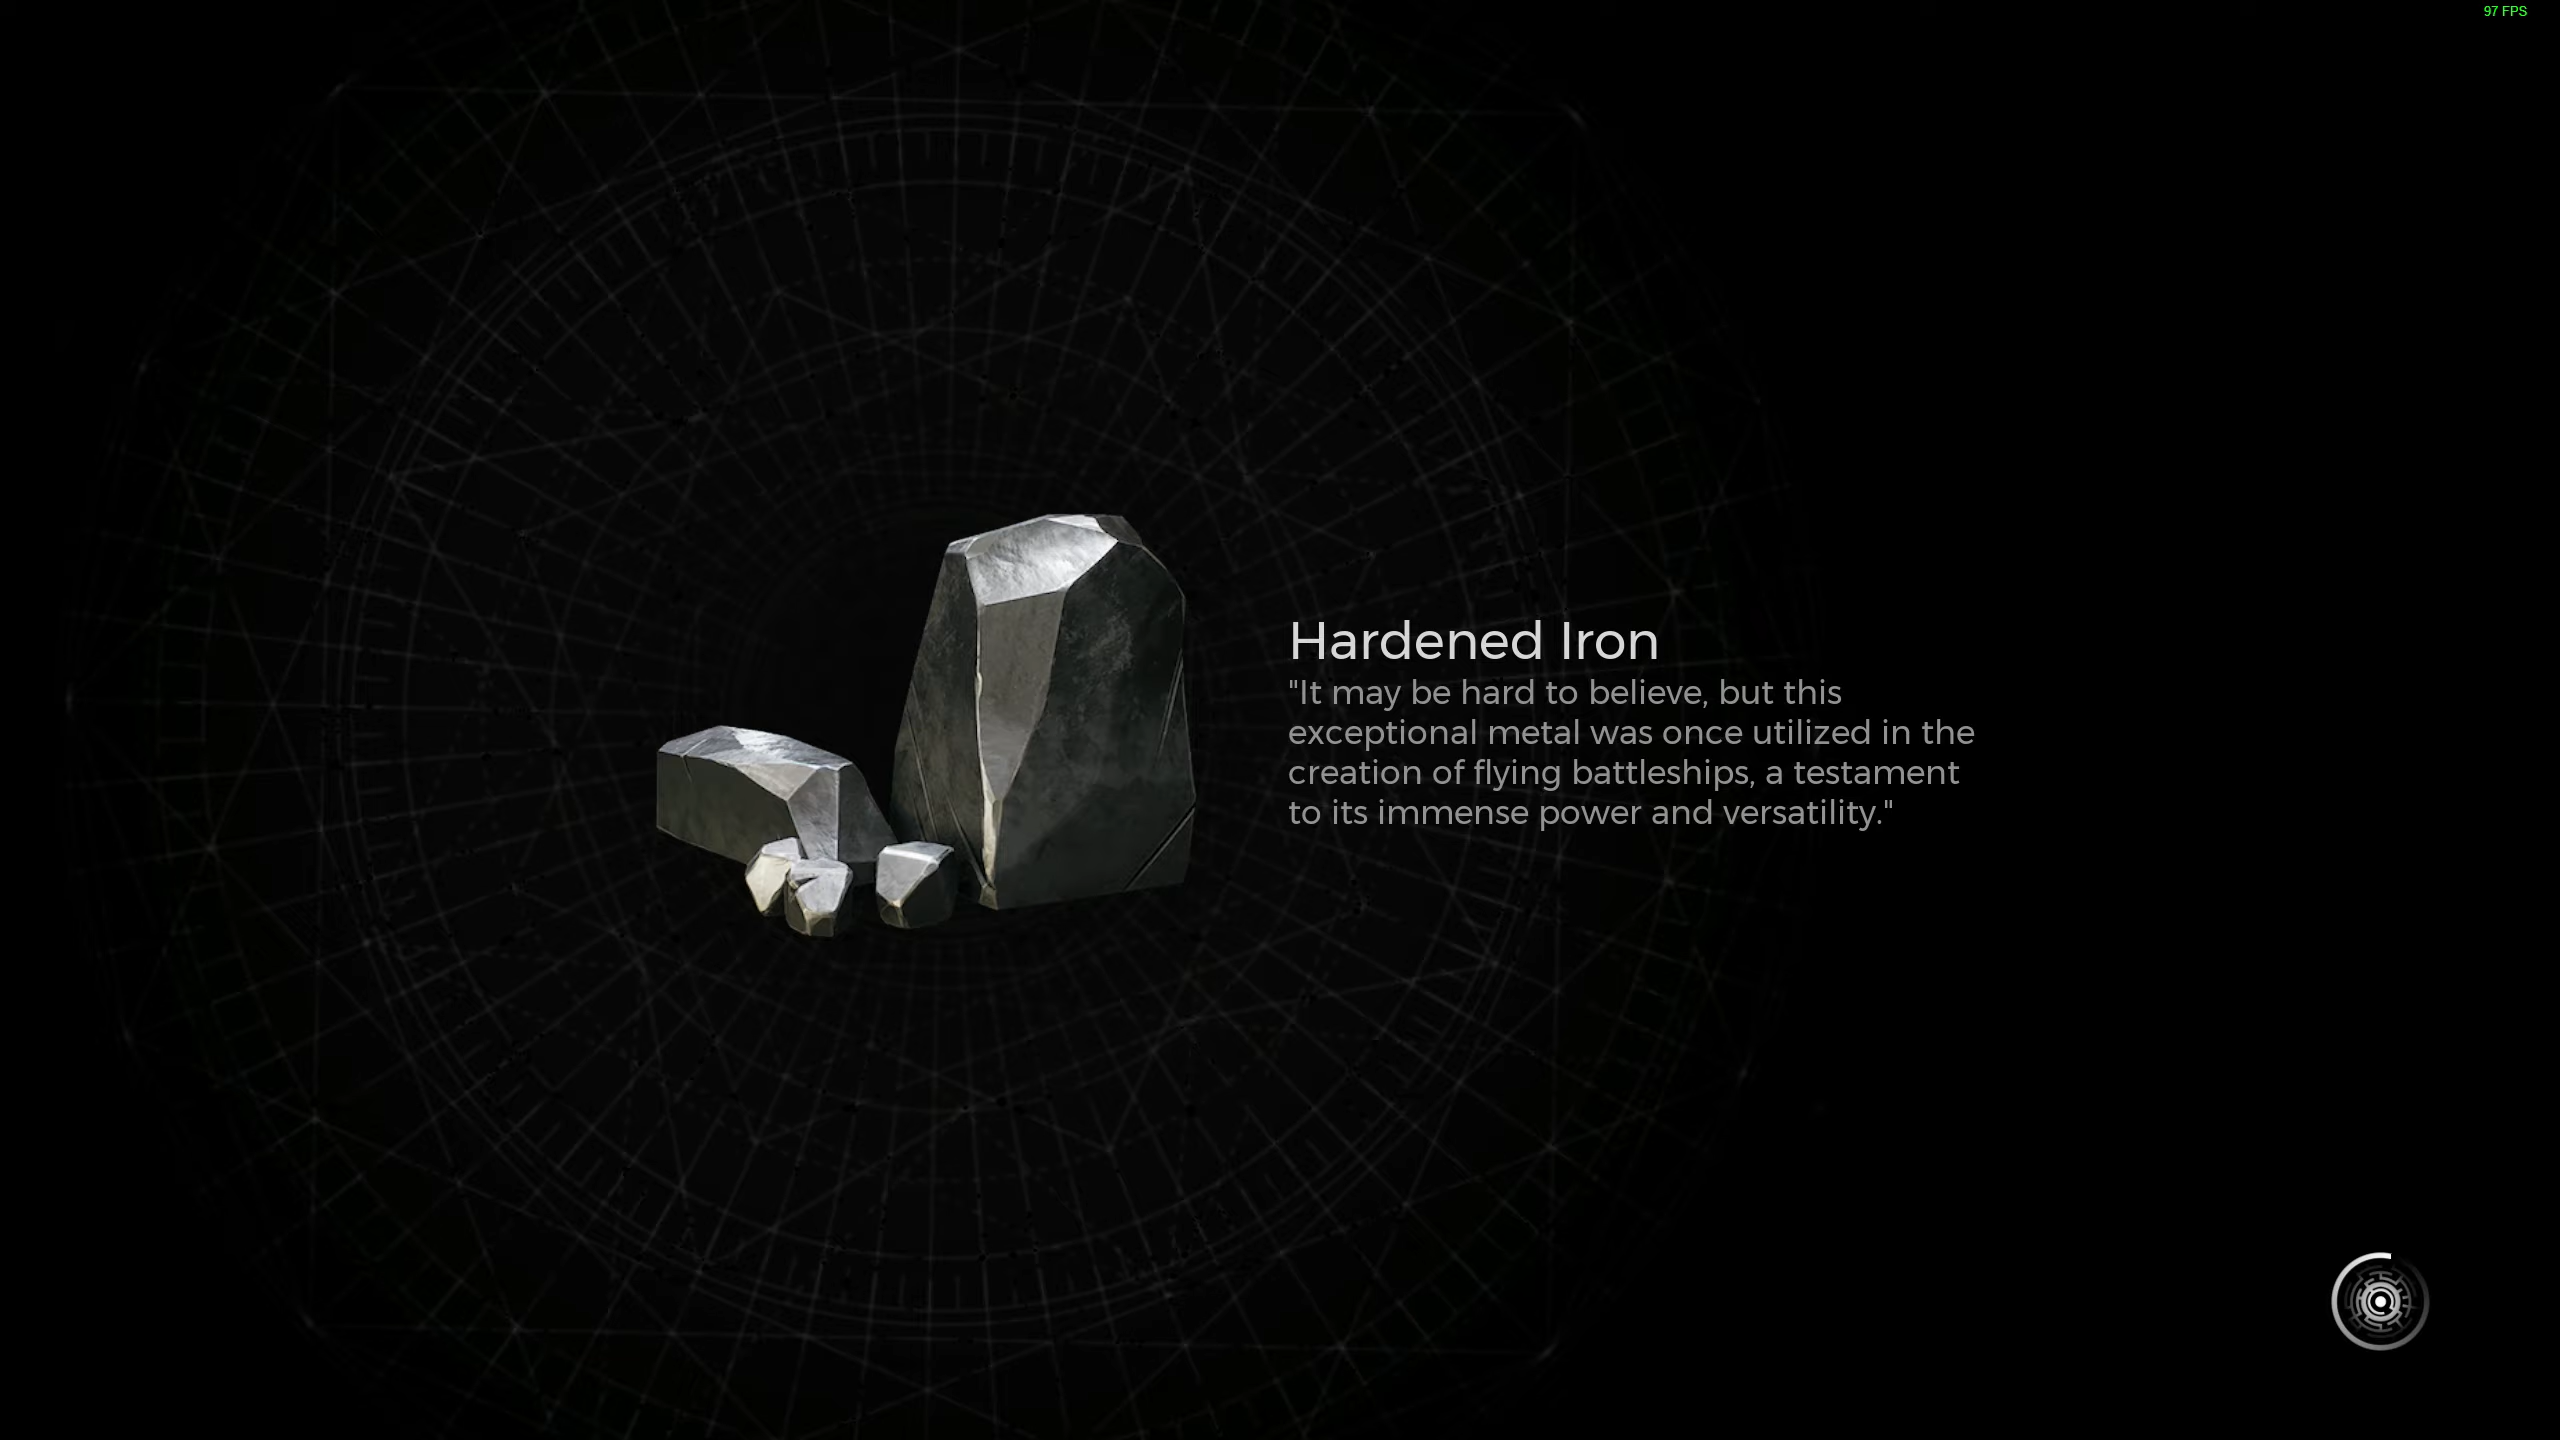 97 FPS
Hardened Iron
"It may be hard to believe, but this
exceptional metal was once utilized in the
creation of flying battleships, a testament
to its immense power and versatility."